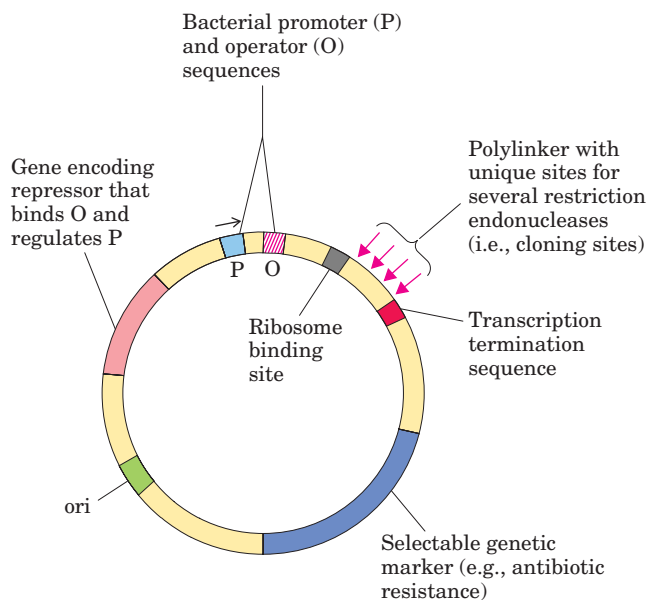 Bacterial promoter (P)
and operator (O)
sequences
Gene encoding
repressor that
binds O and
regulates P
Polylinker with
unique sites for
several restriction
endonucleases
(i.e., cloning sites)
P
O
Ribosome
binding
site
Transcription
termination
sequence
ori
Selectable genetic
marker (e.g., antibiotic
resistance)